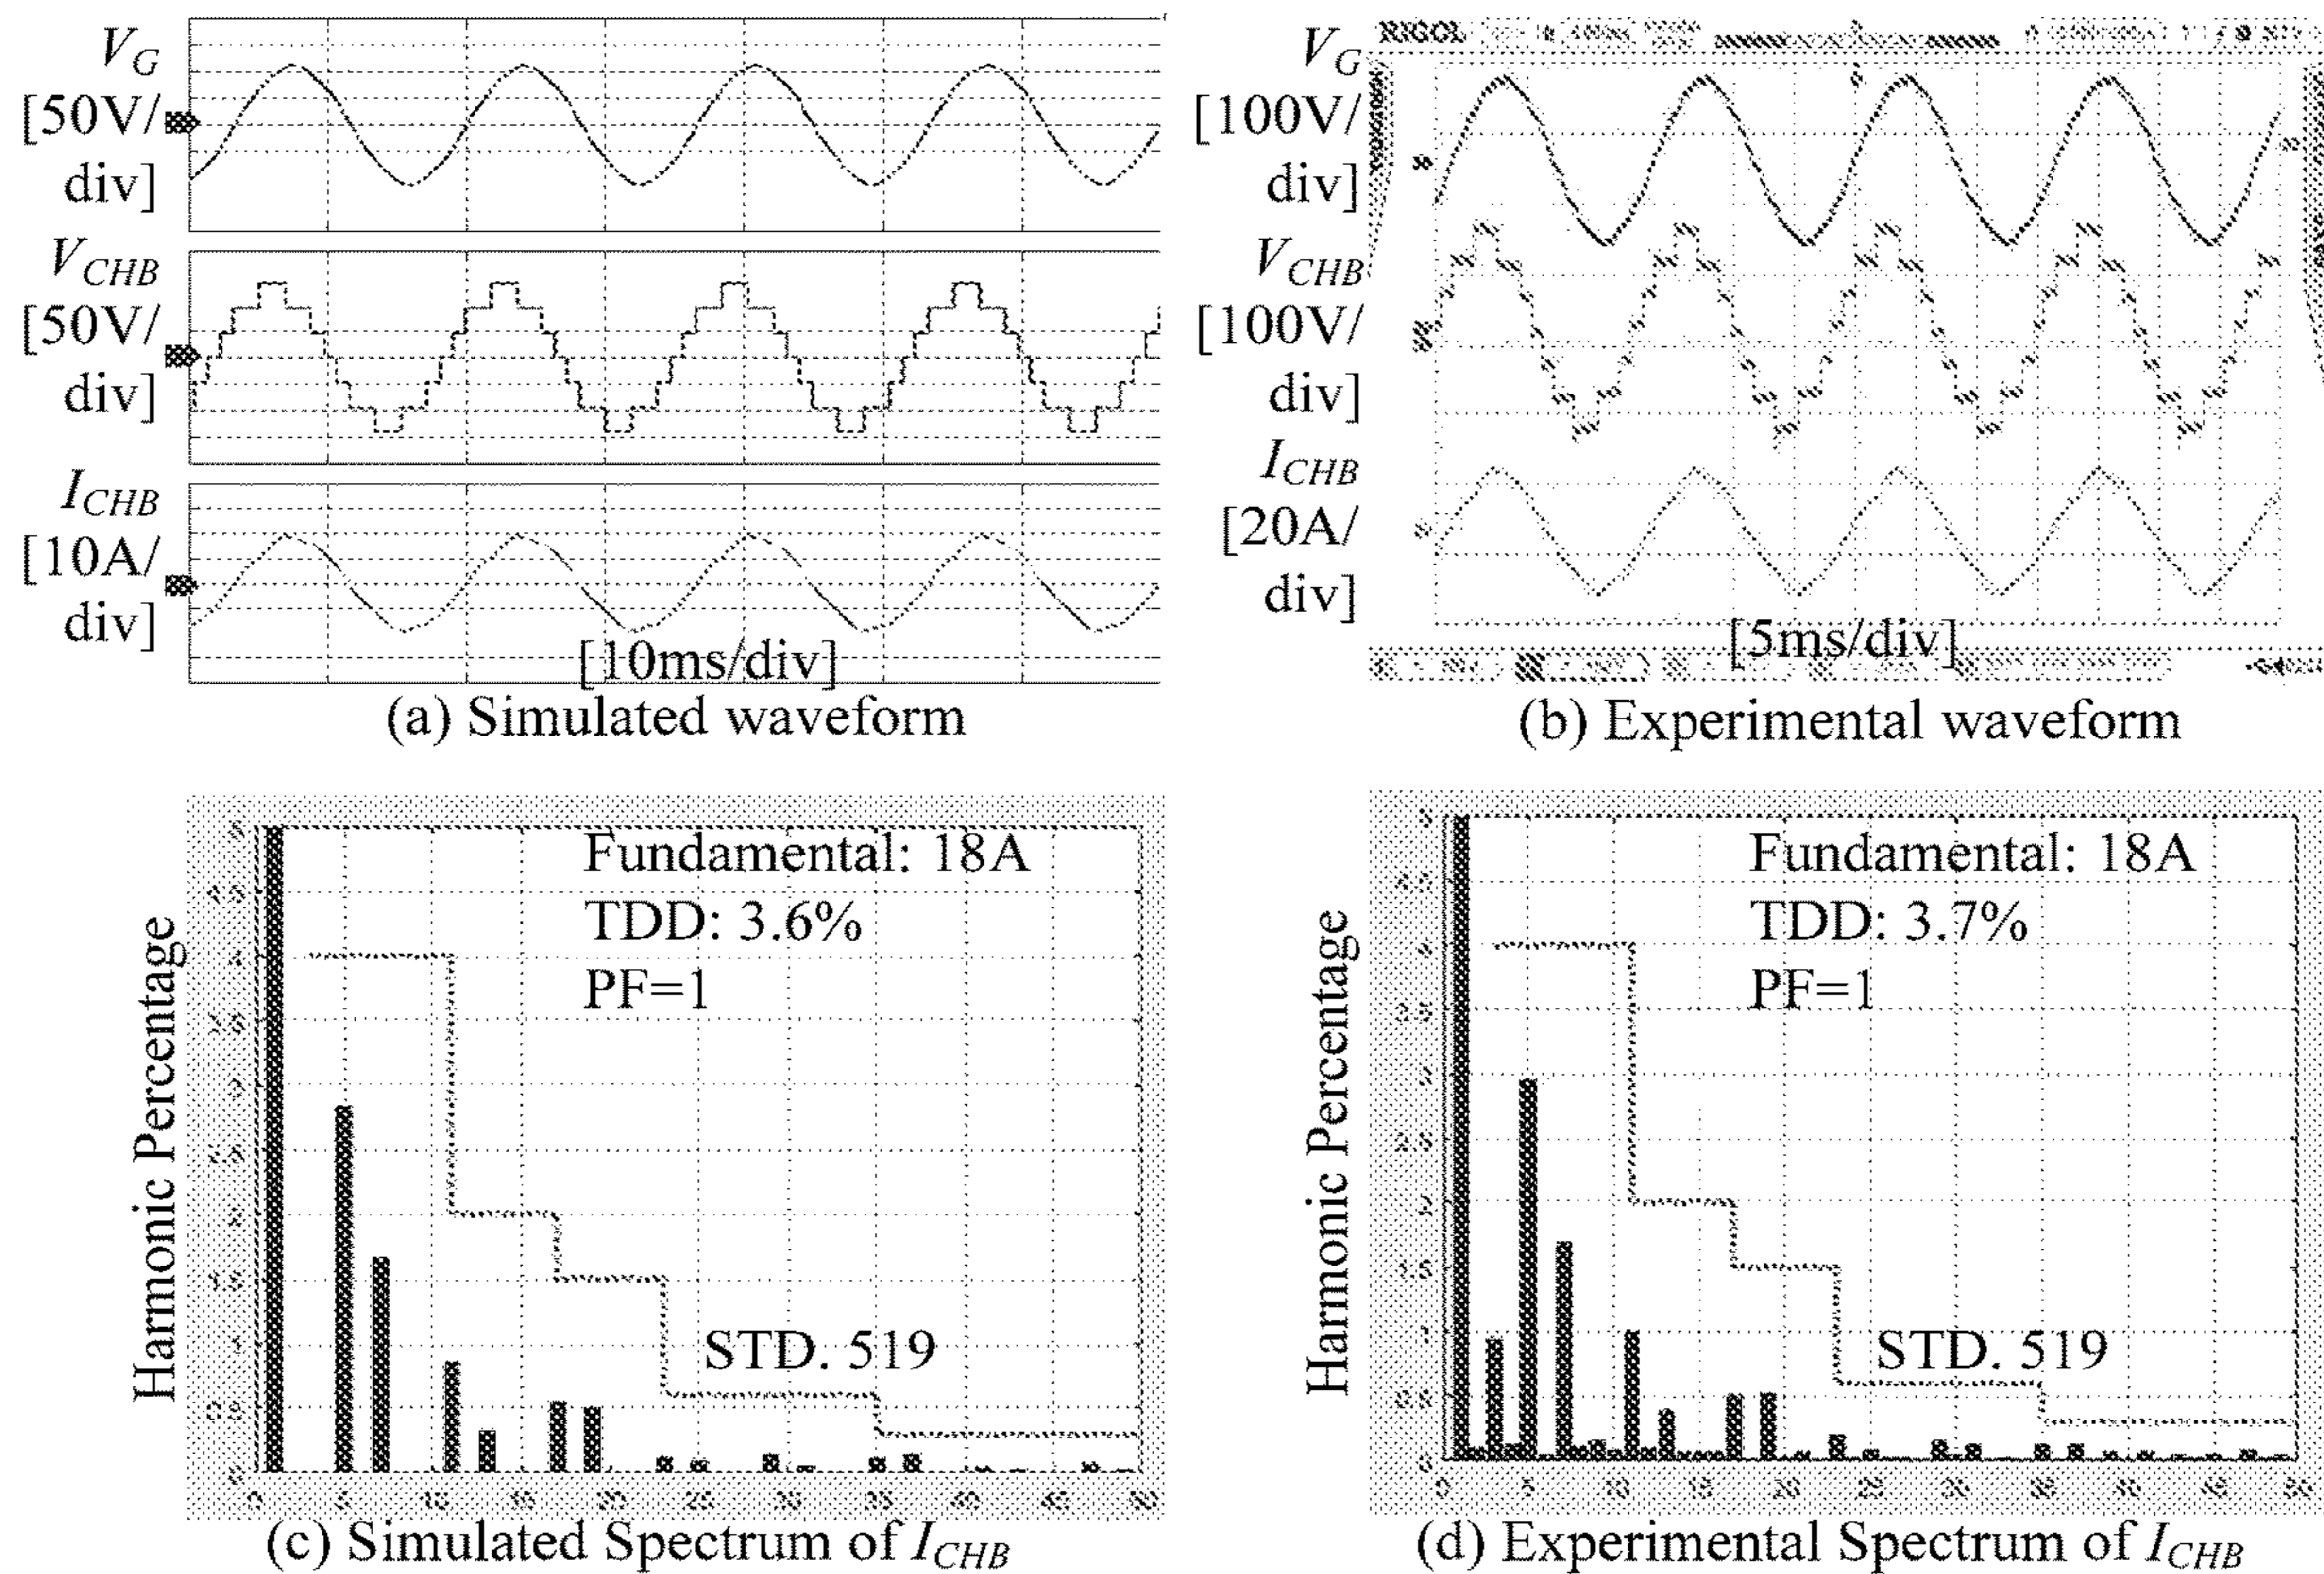 V_G
[50V/
div]
V_CHB
[50V/
div]
I_CHB
[10A/
div]
[10ms/div]
(a) Simulated waveform
RIGOL
V_G
[100V/
div]
V_CHB
[100V/
div]
I_CHB
[20A/
div]
[5ms/div]
(b) Experimental waveform
Harmonic Percentage
Fundamental: 18A
TDD: 3.6%
PF=1
STD. 519
(c) Simulated Spectrum of I_CHB
Harmonic Percentage
Fundamental: 18A
TDD: 3.7%
PF=1
STD. 519
(d) Experimental Spectrum of I_CHB